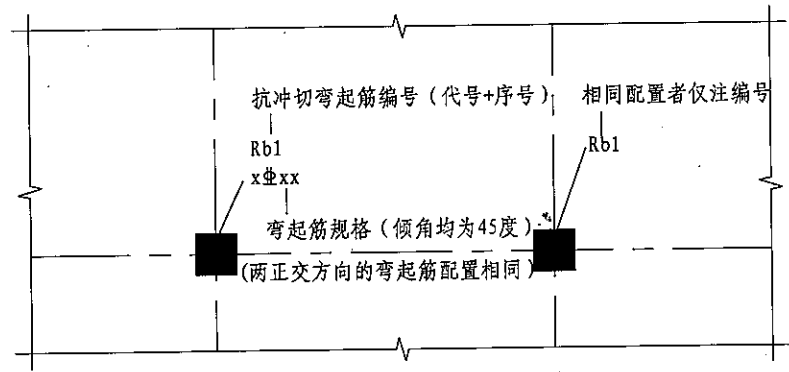 抗冲切弯起筋编号（代号+序号）
相同配置者仅注编号
Rb1
Rb1
x⌽xx
弯起筋规格（倾角均为45度）
(两正交方向的弯起筋配置相同)